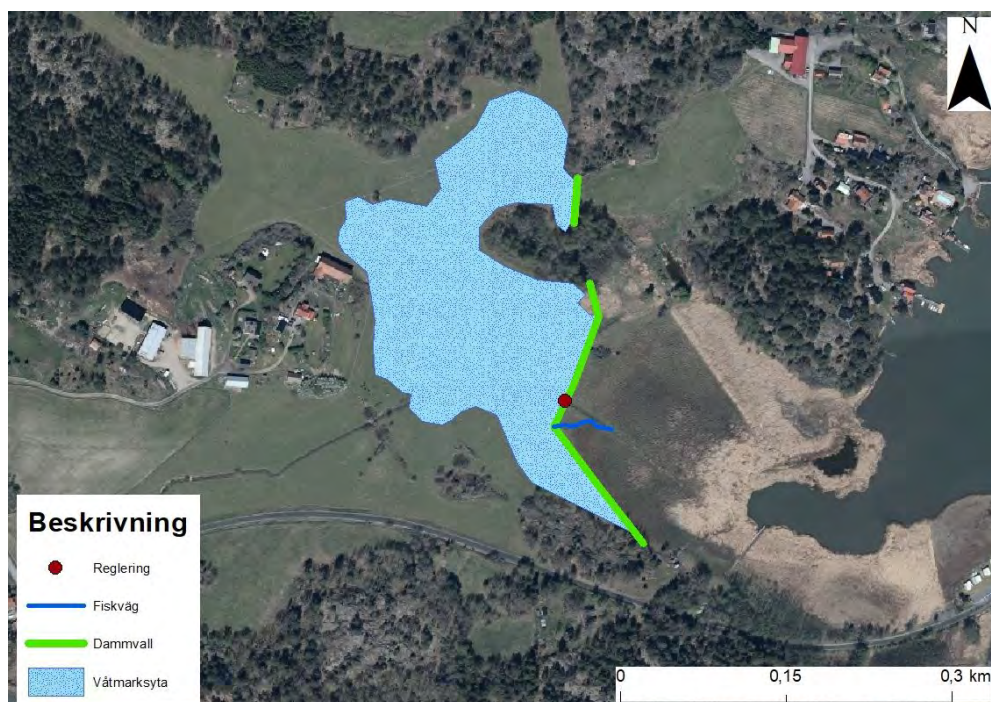 N
Beskrivning
Reglering
Fiskväg
Dammvall
Våtmarksyta
0 0,15 0,3 km